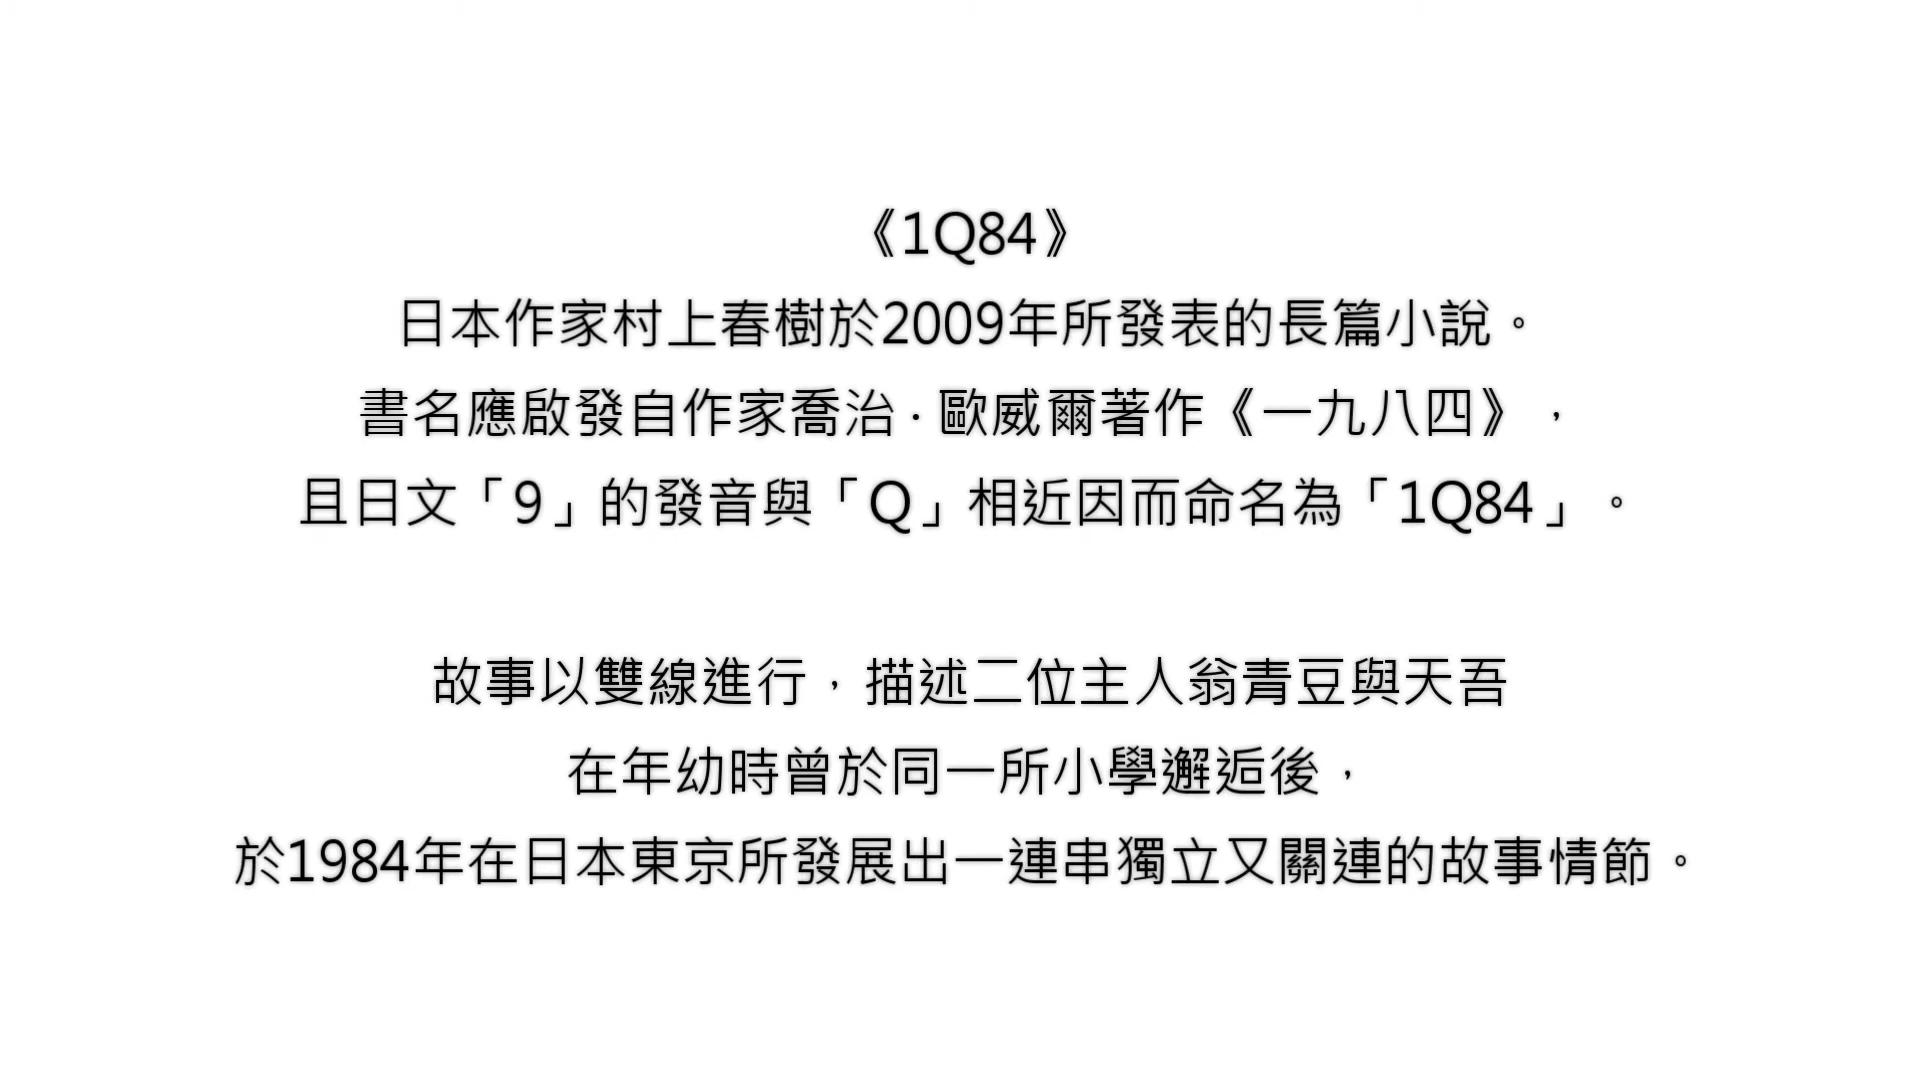 《1Q84》
日本作家村上春樹於2009年所發表的長篇小說。
書名應啟發自作家喬治·歐威爾著作《一九八四》，
且日文「9」的發音與「Q」相近因而命名為「1Q84」。
故事以雙線進行，描述二位主人翁青豆與天吾
在年幼時曾於同一所小學邂逅後，
於1984年在日本東京所發展出一連串獨立又關連的故事情節。